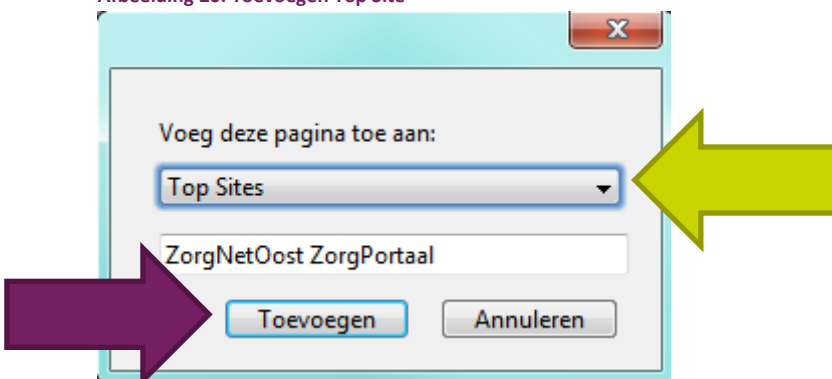 Afbeelding 20: Toevoegen Top Site
Voeg deze pagina toe aan:
Top Sites
ZorgNetOost ZorgPortaal
Toevoegen
Annuleren